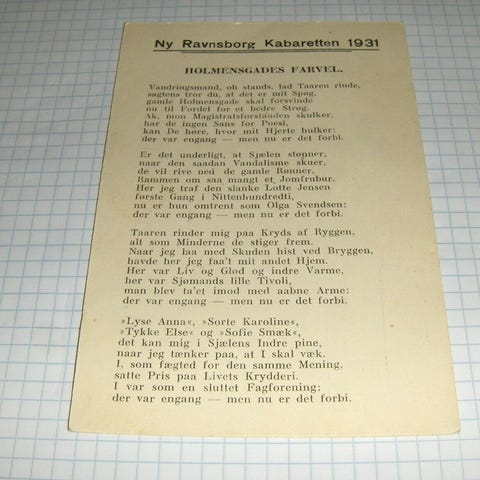 Ny Ravnsborg Kabaretten 1931
HOLMENSGADES FARVEL.
Vandringsmand, oh stands, lad Taaren rinde,
sagtens tror du, at det er mit Spøg,
gamle Holmensgade skal forsvinde
nu til Fordel for et bedre Strøg.
Ak, mon Magistratsforstanden skulker,
har de ingen Sans for Poesi,
kan De høre, hvor mit Hjerte hulker:
der var engang — men nu er det forbi.
Er det underligt, at Sjælen stønner,
naar den saadan Vandalisme skuer,
de vil rive ned de gamle Rønner,
Rammen om saa mangt et Jomfrubur.
Her jeg traf den slanke Lotte Jensen
første Gang i Nittenhundredti,
nu er hun omtrent som Olga Svendsen:
der var engang — men nu er det forbi.
Taaren rinder mig paa Kryds af Ryggen,
alt som Minderne de stiger frem.
Naar jeg laa med Skuden hist ved Bryggen,
havde her jeg faa't mit andet Hjem.
Her var Liv og Glød og indre Varme,
her var Sjømands lille Tivoli,
man blev ta'et imod med aabne Arme:
der var engang — men nu er det forbi.
»Lyse Anna«, »Sorte Karoline«,
»Tykke Else« og »Sofie Smæk«,
det kan mig i Sjælens Indre pine,
naar jeg tænker paa, at I skal væk.
I, som fægted for den samme Mening,
satte Pris paa Livets Krydderi.
I var som en sluttet Fagforening:
der var engang — men nu er det forbi.